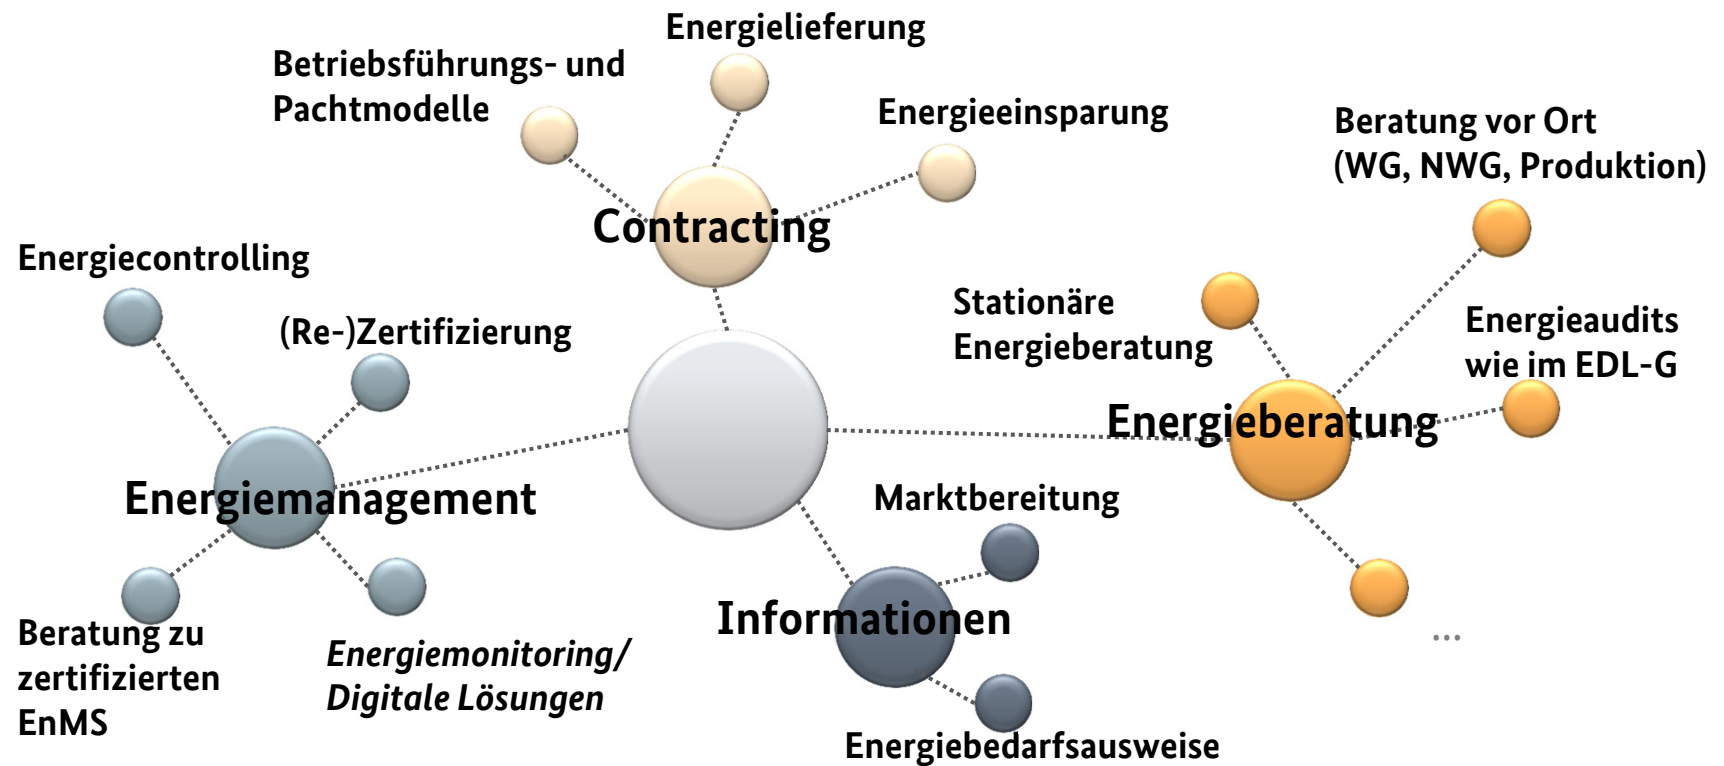 Energielieferung
Betriebsführungs- und
Pachtmodelle
Energieeinsparung
Contracting
Beratung vor Ort
(WG, NWG, Produktion)
Stationäre
Energieberatung
Energieaudits
wie im EDL-G
Energieberatung
...
Energiecontrolling
(Re-)Zertifizierung
Energiemanagement
Beratung zu
zertifizierten
EnMS
Energiemonitoring/
Digitale Lösungen
Marktbereitung
Informationen
Energiebedarfsausweise